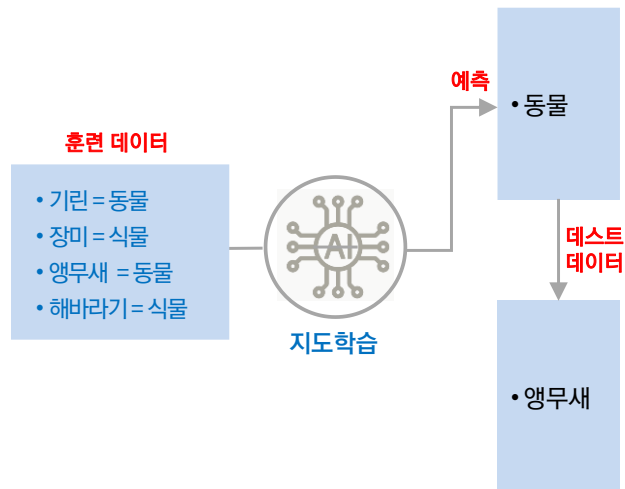 예측
• 동물
훈련 데이터
• 기린 = 동물
• 장미 = 식물
• 앵무새 = 동물
• 해바라기 = 식물
AI
지도학습
데스트
데이터
• 앵무새